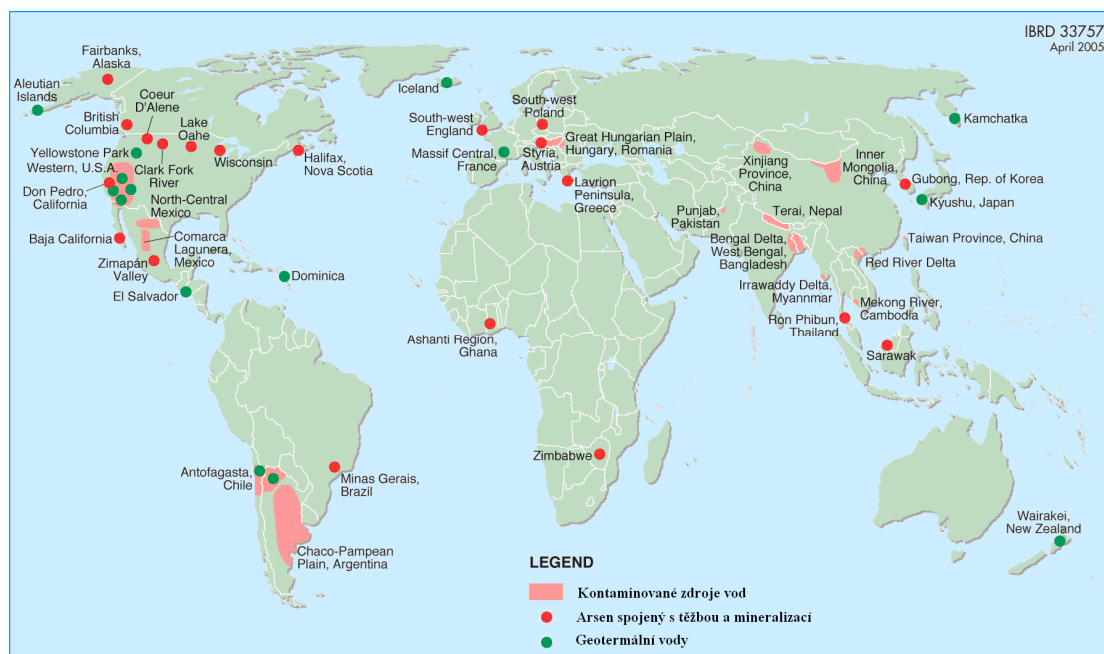 IBRD 33757
April 2005
Fairbanks,
Alaska
Aleutian
Islands
Coeur
D'Alene
British
Columbia
Lake
Oahe
Yellowstone Park
Western, U.S.A.
Clark Fork
River
Wisconsin
Halifax,
Nova Scotia
Don Pedro,
California
North-Central
Mexico
Baja California
Comarca
Lagunera,
Mexico
Zimapán
Valley
El Salvador
Dominica
Antofagasta,
Chile
Minas Gerais,
Brazil
Chaco-Pampean
Plain, Argentina
Iceland
South-west
England
South-west
Poland
Massif Central,
France
Styria,
Austria
Great Hungarian Plain,
Hungary, Romania
Lavrion
Peninsula,
Greece
Ashanti Region,
Ghana
Zimbabwe
Kamchatka
Xinjiang
Province,
China
Inner
Mongolia,
China
Gubong, Rep. of Korea
Kyushu, Japan
Punjab,
Pakistan
Terai, Nepal
Taiwan Province, China
Bengal Delta,
West Bengal,
Bangladesh
Red River Delta
Irrawaddy Delta,
Myannmar
Mekong River,
Cambodia
Ron Phibun,
Thailand
Sarawak
Wairakei,
New Zealand
LEGEND
Kontaminované zdroje vod
Arsen spojený s těžbou a mineralizací
Geotermální vody